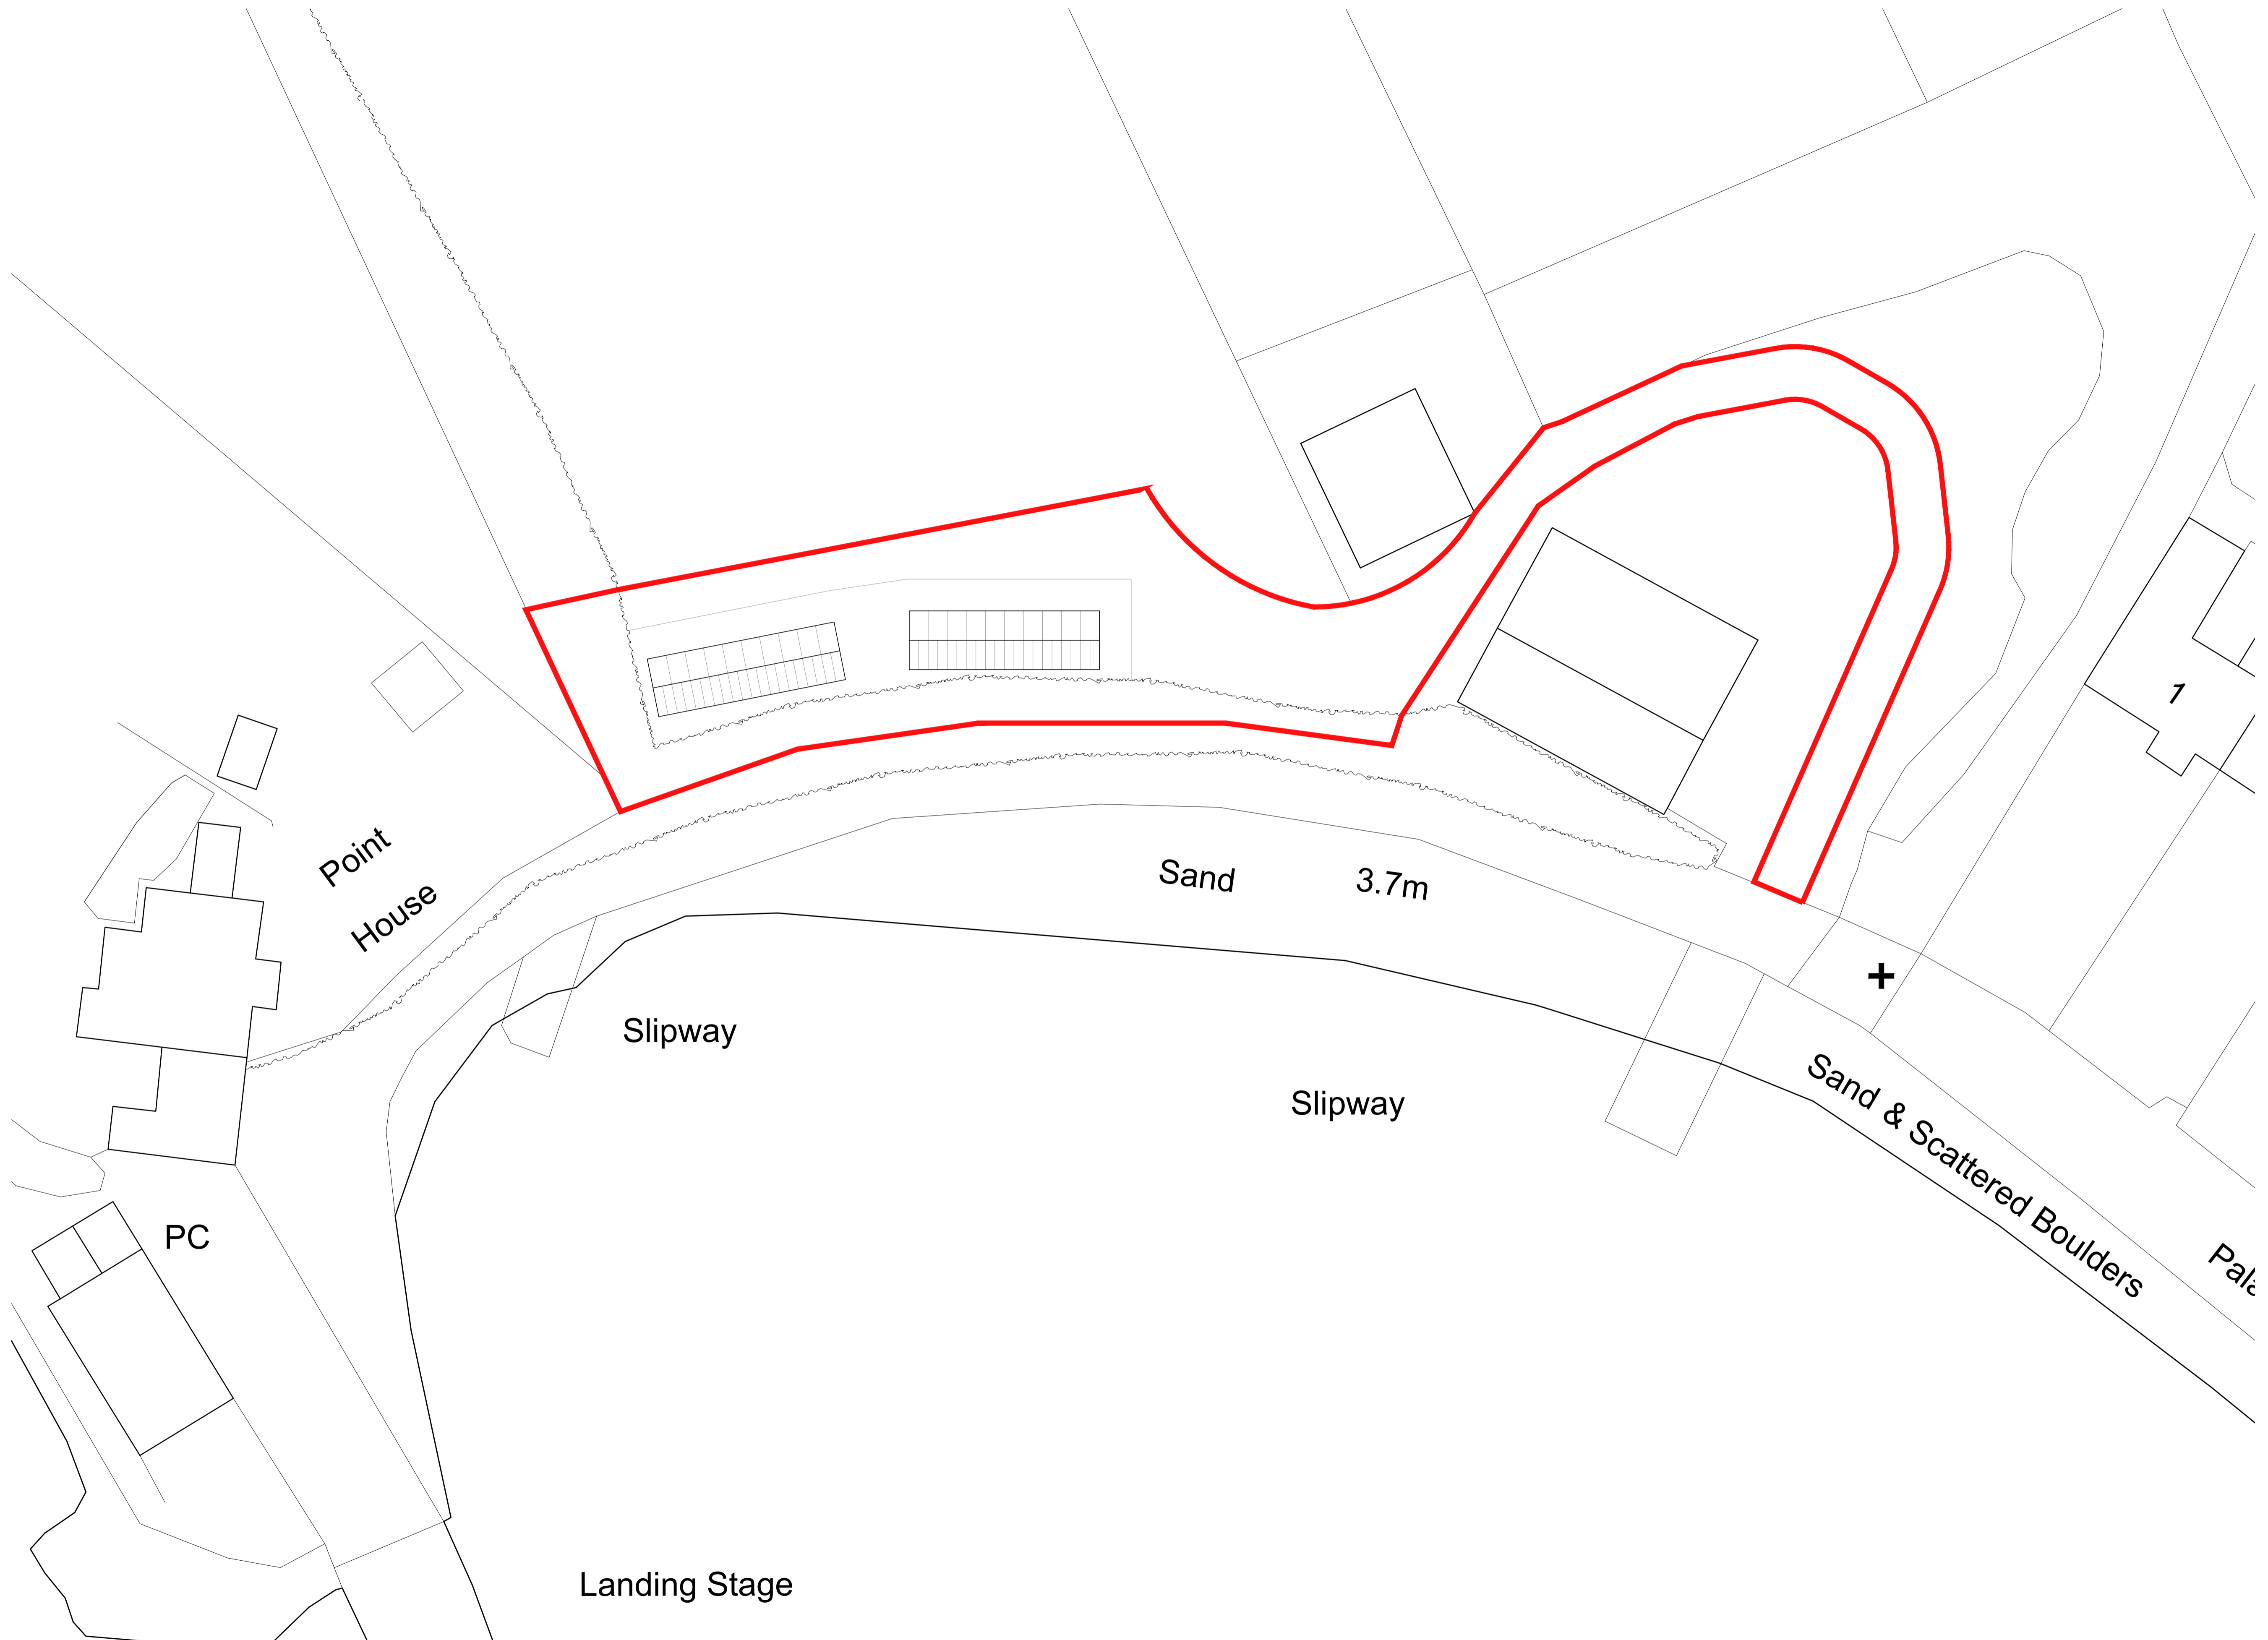 1
Point
House
Sand
3.7m
Slipway
Slipway
Sand & Scattered Boulders
PC
Landing Stage